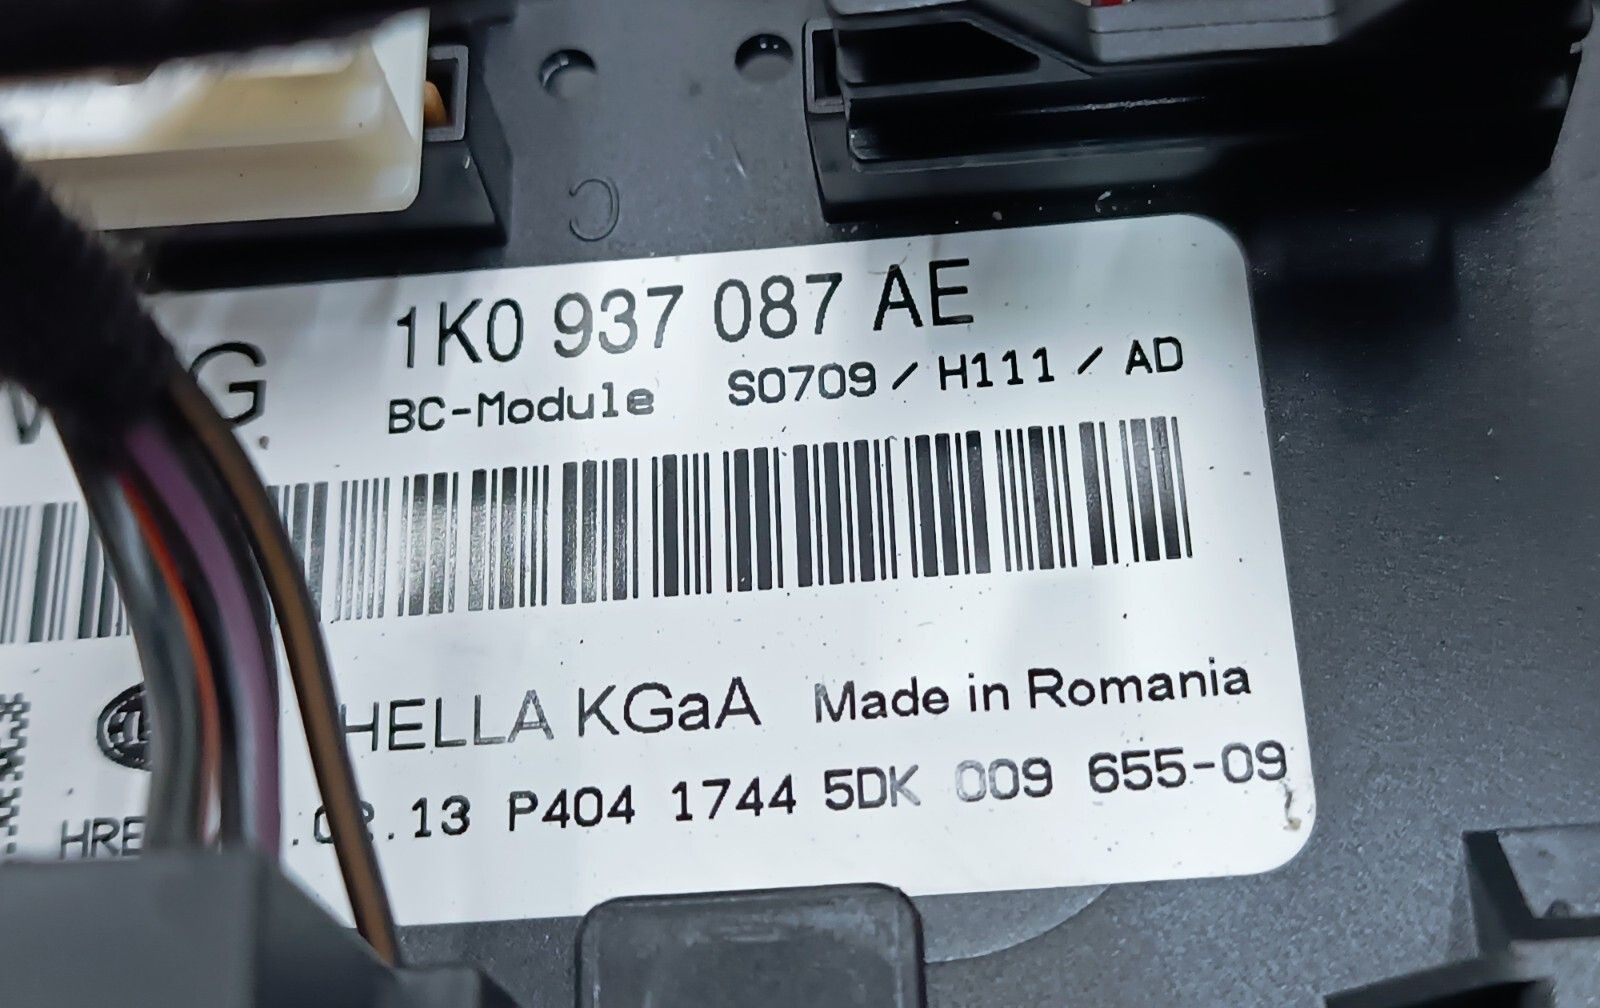 1K0 937 087 AE
BC-Module S0709 / H111 / AD
HELLA KGaA Made in Romania
.13 P404 1744 5DK 009 655-09